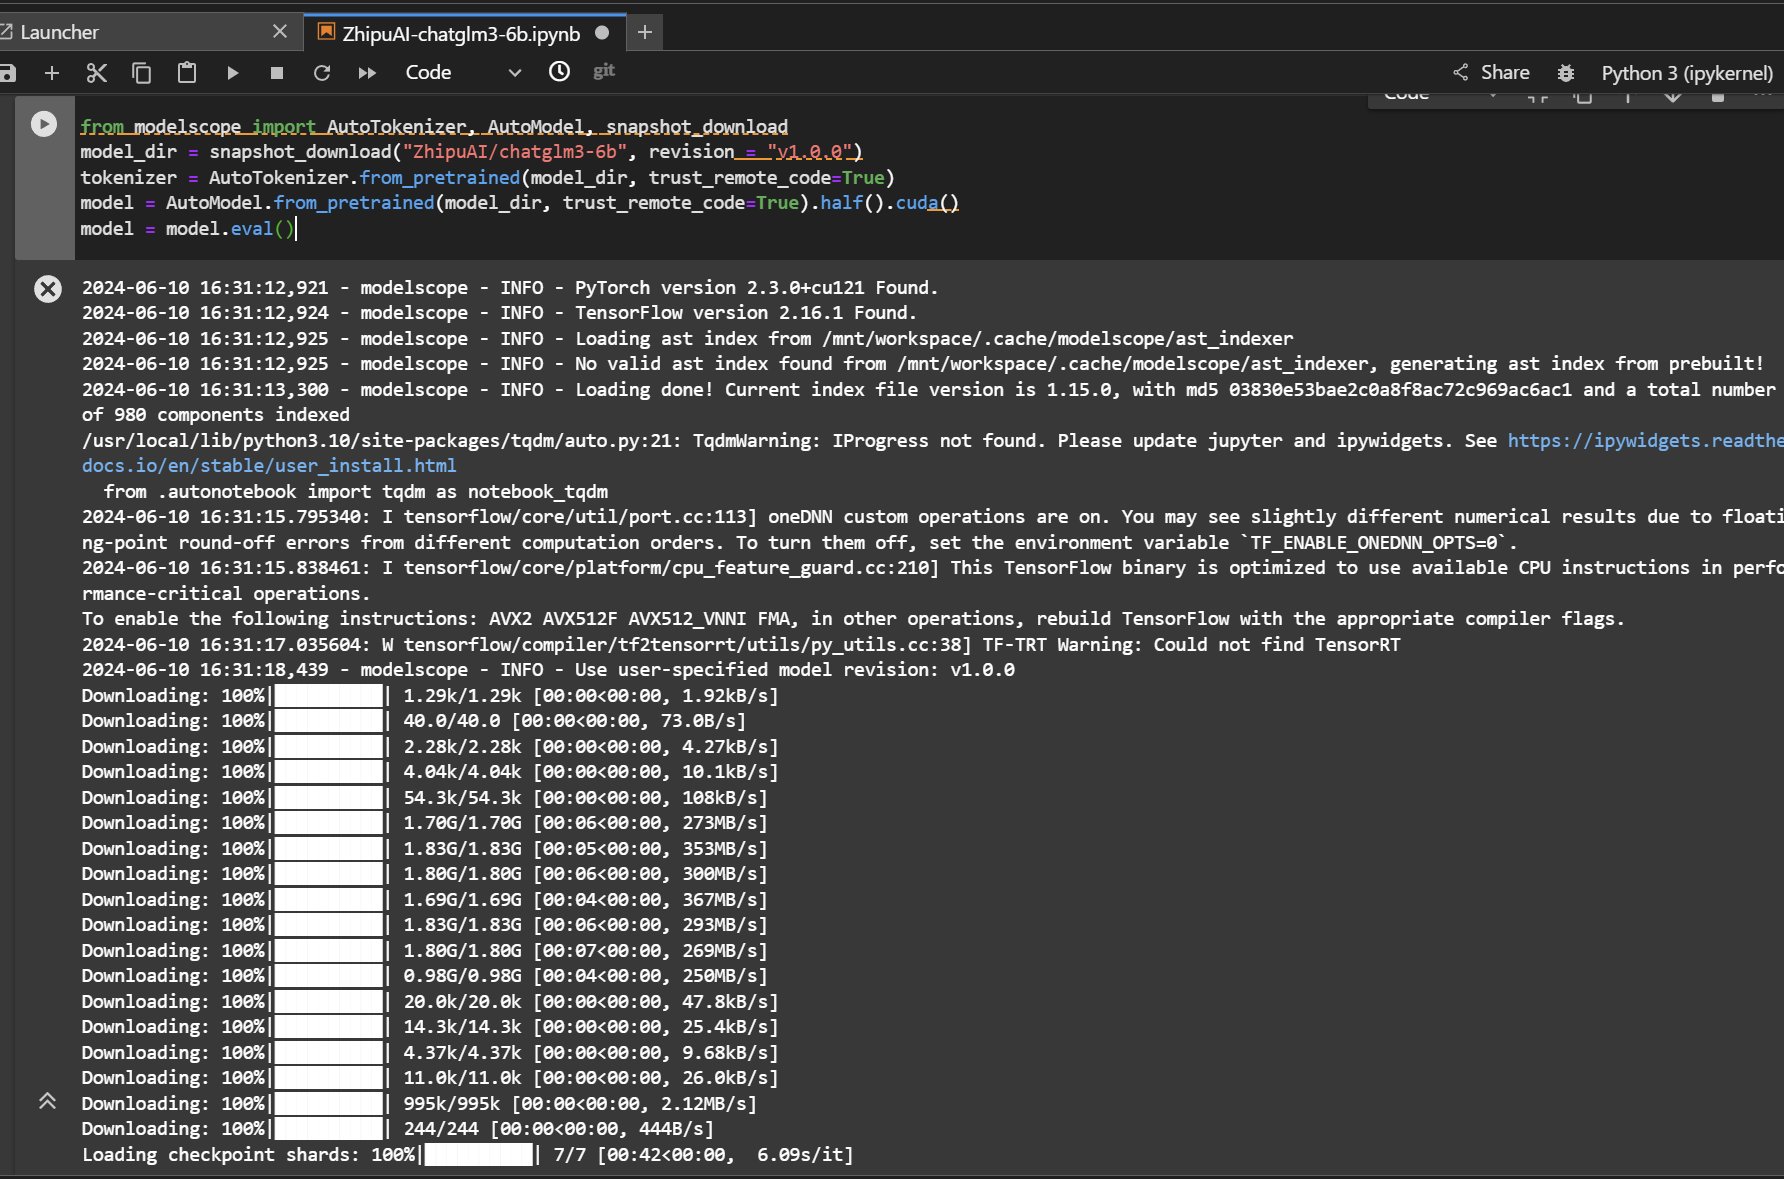 Launcher
ZhipuAI-chatglm3-6b.ipynb
Code
git
Share
Python 3 (ipykernel)
Code
from modelscope import AutoTokenizer, AutoModel, snapshot_download
model_dir = snapshot_download("ZhipuAI/chatglm3-6b", revision = "v1.0.0")
tokenizer = AutoTokenizer.from_pretrained(model_dir, trust_remote_code=True)
model = AutoModel.from_pretrained(model_dir, trust_remote_code=True).half().cuda()
model = model.eval()
2024-06-10 16:31:12,921 - modelscope - INFO - PyTorch version 2.3.0+cu121 Found.
2024-06-10 16:31:12,924 - modelscope - INFO - TensorFlow version 2.16.1 Found.
2024-06-10 16:31:12,925 - modelscope - INFO - Loading ast index from /mnt/workspace/.cache/modelscope/ast_indexer
2024-06-10 16:31:12,925 - modelscope - INFO - No valid ast index found from /mnt/workspace/.cache/modelscope/ast_indexer, generating ast index from prebuilt!
2024-06-10 16:31:13,300 - modelscope - INFO - Loading done! Current index file version is 1.15.0, with md5 03830e53bae2c0a8f8ac72c969ac6ac1 and a total number
of 980 components indexed
/usr/local/lib/python3.10/site-packages/tqdm/auto.py:21: TqdmWarning: IProgress not found. Please update jupyter and ipywidgets. See https://ipywidgets.readthe
docs.io/en/stable/user_install.html
from .autonotebook import tqdm as notebook_tqdm
2024-06-10 16:31:15.795340: I tensorflow/core/util/port.cc:113] oneDNN custom operations are on. You may see slightly different numerical results due to floati
ng-point round-off errors from different computation orders. To turn them off, set the environment variable `TF_ENABLE_ONEDNN_OPTS=0`.
2024-06-10 16:31:15.838461: I tensorflow/core/platform/cpu_feature_guard.cc:210] This TensorFlow binary is optimized to use available CPU instructions in perfo
rmance-critical operations.
To enable the following instructions: AVX2 AVX512F AVX512_VNNI FMA, in other operations, rebuild TensorFlow with the appropriate compiler flags.
2024-06-10 16:31:17.035604: W tensorflow/compiler/tf2tensorrt/utils/py_utils.cc:38] TF-TRT Warning: Could not find TensorRT
2024-06-10 16:31:18,439 - modelscope - INFO - Use user-specified model revision: v1.0.0
Downloading: 100%|██████████| 1.29k/1.29k [00:00<00:00, 1.92kB/s]
Downloading: 100%|██████████| 40.0/40.0 [00:00<00:00, 73.0B/s]
Downloading: 100%|██████████| 2.28k/2.28k [00:00<00:00, 4.27kB/s]
Downloading: 100%|██████████| 4.04k/4.04k [00:00<00:00, 10.1kB/s]
Downloading: 100%|██████████| 54.3k/54.3k [00:00<00:00, 108kB/s]
Downloading: 100%|██████████| 1.70G/1.70G [00:06<00:00, 273MB/s]
Downloading: 100%|██████████| 1.83G/1.83G [00:05<00:00, 353MB/s]
Downloading: 100%|██████████| 1.80G/1.80G [00:06<00:00, 300MB/s]
Downloading: 100%|██████████| 1.69G/1.69G [00:04<00:00, 367MB/s]
Downloading: 100%|██████████| 1.83G/1.83G [00:06<00:00, 293MB/s]
Downloading: 100%|██████████| 1.80G/1.80G [00:07<00:00, 269MB/s]
Downloading: 100%|██████████| 0.98G/0.98G [00:04<00:00, 250MB/s]
Downloading: 100%|██████████| 20.0k/20.0k [00:00<00:00, 47.8kB/s]
Downloading: 100%|██████████| 14.3k/14.3k [00:00<00:00, 25.4kB/s]
Downloading: 100%|██████████| 4.37k/4.37k [00:00<00:00, 9.68kB/s]
Downloading: 100%|██████████| 11.0k/11.0k [00:00<00:00, 26.0kB/s]
Downloading: 100%|██████████| 995k/995k [00:00<00:00, 2.12MB/s]
Downloading: 100%|██████████| 244/244 [00:00<00:00, 444B/s]
Loading checkpoint shards: 100%|██████████| 7/7 [00:42<00:00,  6.09s/it]